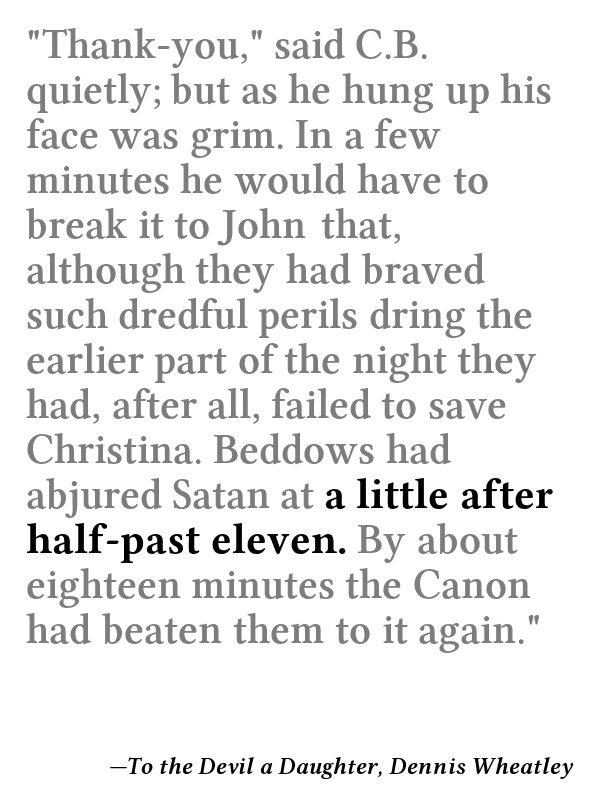 "Thank-you," said C.B.
quietly; but as he hung up his
face was grim. In a few
minutes he would have to
break it to John that,
although they had braved
such dredful perils dring the
earlier part of the night they
had, after all, failed to save
Christina. Beddows had
abjured Satan at a little after
half-past eleven. By about
eighteen minutes the Canon
had beaten them to it again."
—To the Devil a Daughter, Dennis Wheatley